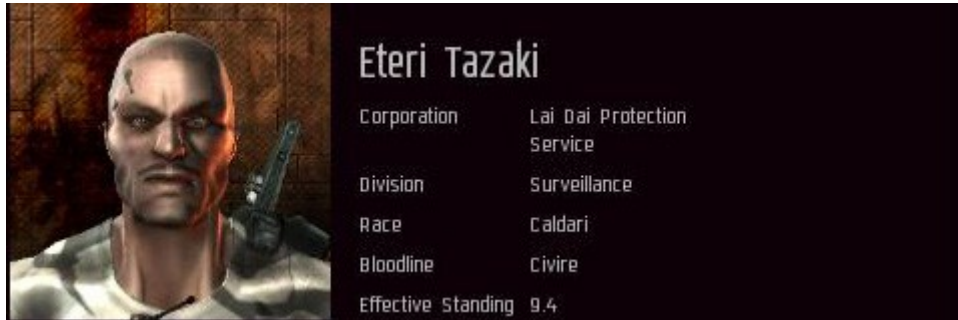 Eteri Tazaki
Corporation Lai Dai Protection
Service
Division Surveillance
Race Caldari
Bloodline Civire
Effective Standing 9.4